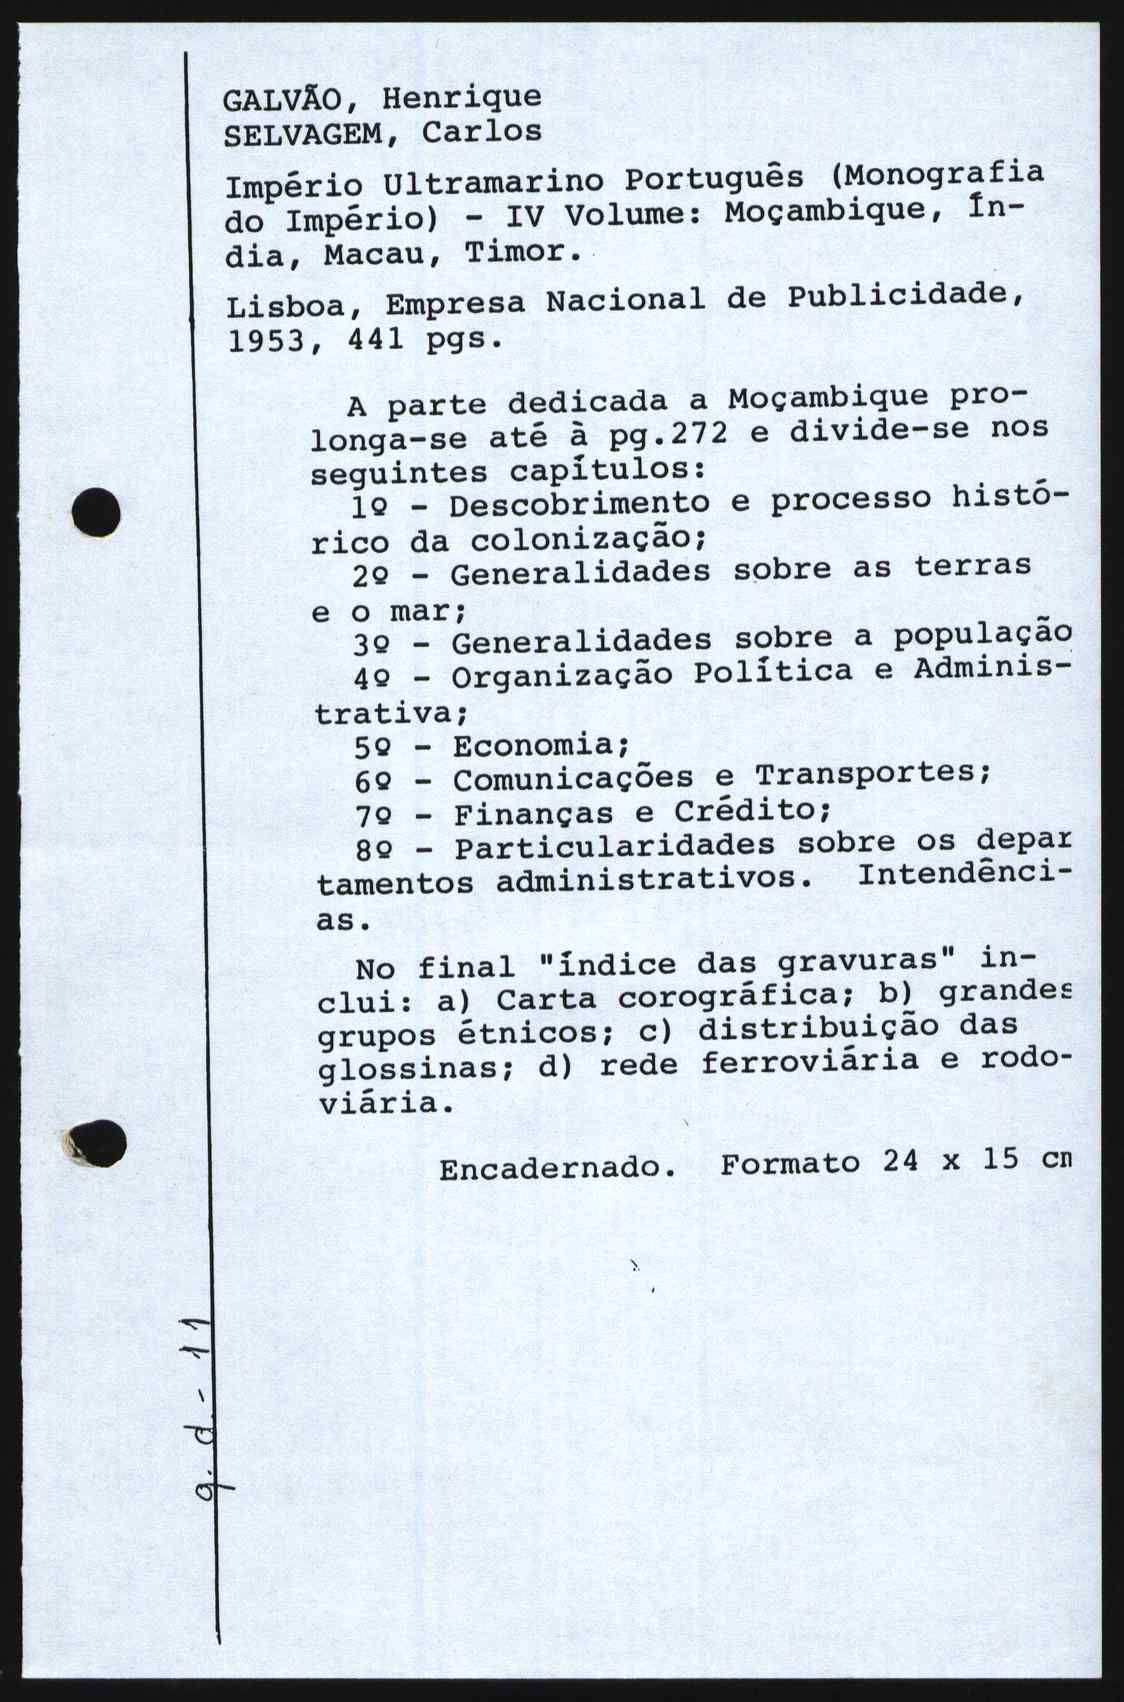 GALVÃO, Henrique
SELVAGEM, Carlos
Império Ultramarino Português (Monografia
do Império) - IV Volume: Moçambique, Ín-
dia, Macau, Timor.
Lisboa, Empresa Nacional de Publicidade,
1953, 441 pgs.
A parte dedicada a Moçambique pro-
longa-se até à pg.272 e divide-se nos
seguintes capítulos:
1º - Descobrimento e processo histó-
rico da colonização;
2º - Generalidades sobre as terras
e o mar;
3º - Generalidades sobre a população
4º - Organização Política e Adminis-
trativa;
5º - Economia;
6º - Comunicações e Transportes;
7º - Finanças e Crédito;
8º - Particularidades sobre os depar
tamentos administrativos. Intendênci-
as.
No final "índice das gravuras" in-
clui: a) Carta corográfica; b) grandes
grupos étnicos; c) distribuição das
glossinas; d) rede ferroviária e rodo-
viária.
Encadernado. Formato 24 x 15 cm
g. d - 11